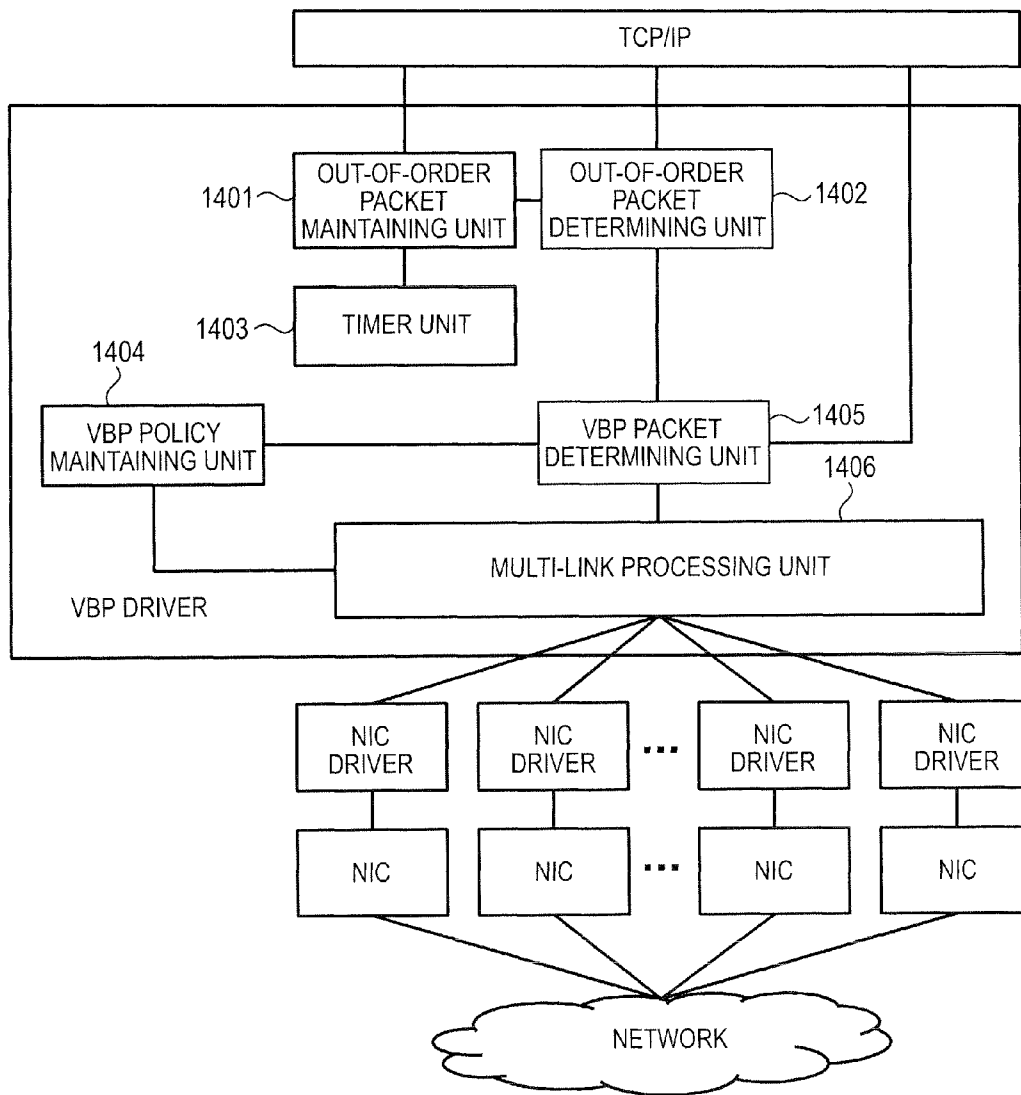 TCP/IP
1401
OUT-OF-ORDER
PACKET
MAINTAINING UNIT
OUT-OF-ORDER
PACKET
DETERMINING UNIT
1402
1403
TIMER UNIT
1404
VBP POLICY
MAINTAINING UNIT
VBP PACKET
DETERMINING UNIT
1405
1406
MULTI-LINK PROCESSING UNIT
VBP DRIVER
NIC
DRIVER
NIC
DRIVER
...
NIC
DRIVER
NIC
DRIVER
NIC
NIC
...
NIC
NIC
NETWORK